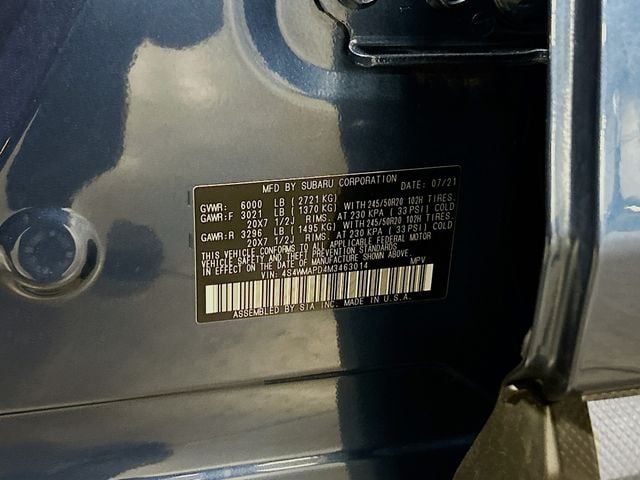 MFD BY SUBARU CORPORATION DATE: 07/21
GWVR: 6000 LB ( 2721 KG)
GAWR:F 3021 LB ( 1370 KG) WITH 245/50R20 102H TIRES.
20X7 1/2J RIMS. AT 230 KPA ( 33 PSI) COLD
GAWR:R 3296 LB ( 1495 KG) WITH 245/50R20 102H TIRES.
20X7 1/2J RIMS. AT 230 KPA ( 33 PSI) COLD
THIS VEHICLE CONFORMS TO ALL APPLICABLE FEDERAL MOTOR
VEHICLE SAFETY AND THEFT PREVENTION STANDARDS
IN EFFECT ON THE DATE OF MANUFACTURE SHOWN ABOVE.
VIN: 4S4WMAPD4M3463014 MPV
ASSEMBLED BY SIA INC. MADE IN U.S.A.